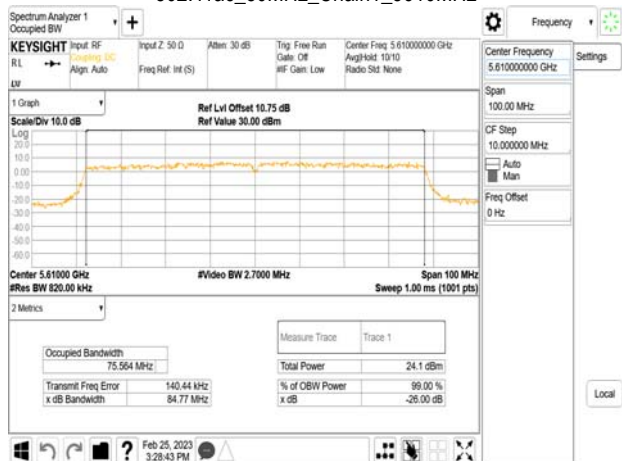 Spectrum Analyzer 1
Occupied BW
Frequency
KEYSIGHT
Input: RF
Coupling: DC
Align: Auto
Input Z: 50 Ω
Freq Ref: Int (S)
Atten: 30 dB
Trig: Free Run
Gate: Off
#IF Gain: Low
Center Freq: 5.610000000 GHz
Avg|Hold: 10/10
Radio Std: None
RL
Center Frequency
5.610000000 GHz
Settings
Span
100.00 MHz
CF Step
10.000000 MHz
Auto
Man
Freq Offset
0 Hz
Local
1 Graph
Scale/Div 10.0 dB
Ref Lvl Offset 10.75 dB
Ref Value 30.00 dBm
Log
20.0
10.0
0.00
-10.0
-20.0
-30.0
-40.0
-50.0
-60.0
Center 5.61000 GHz
#Res BW 820.00 kHz
#Video BW 2.7000 MHz
Span 100 MHz
Sweep 1.00 ms (1001 pts)
2 Metrics
Measure Trace Trace 1
Occupied Bandwidth
75.564 MHz
Total Power 24.1 dBm
Transmit Freq Error 140.44 kHz
% of OBW Power 99.00 %
x dB Bandwidth 84.77 MHz
x dB -26.00 dB
Feb 25, 2023
3:28:43 PM